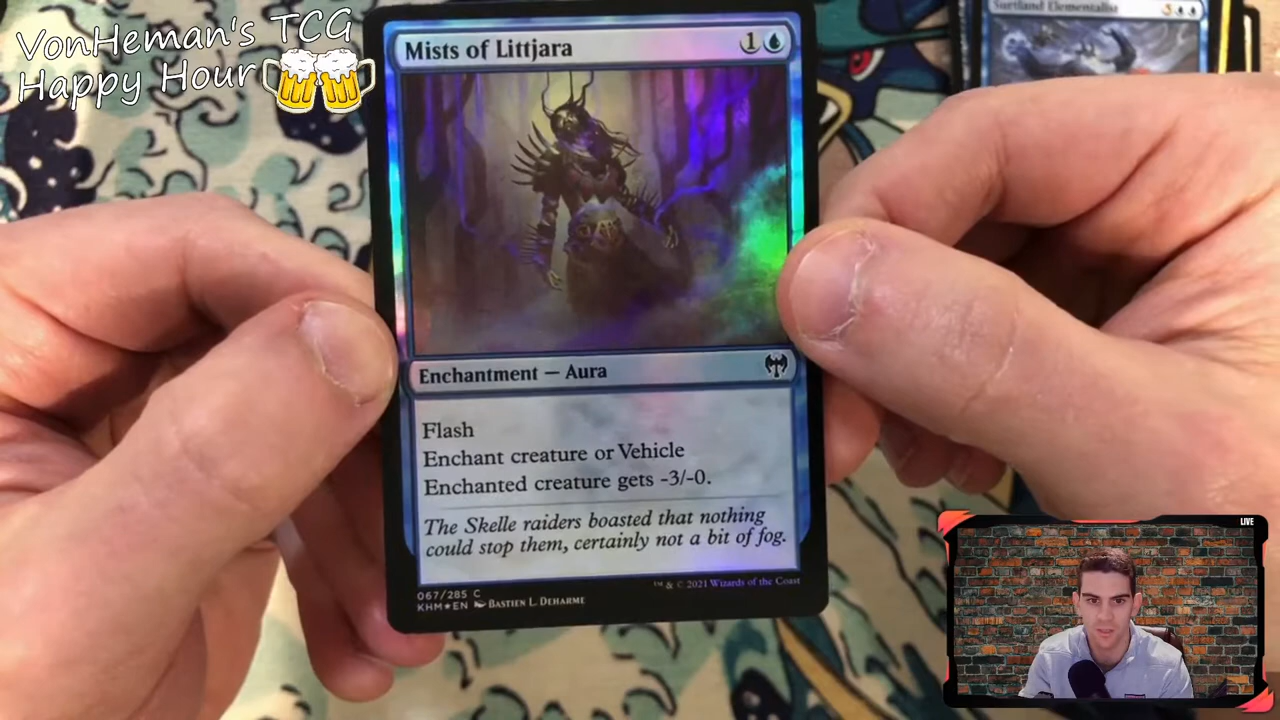 VonHeman's TCG
Happy Hour
Mists of Littjara 1
Surtland Elementalist 5
Enchantment — Aura
Flash
Enchant creature or Vehicle
Enchanted creature gets -3/-0.
The Skelle raiders boasted that nothing
could stop them, certainly not a bit of fog.
067/285 C
KHM★EN BASTIEN L. DEHARME
™ & © 2021 Wizards of the Coast
LIVE